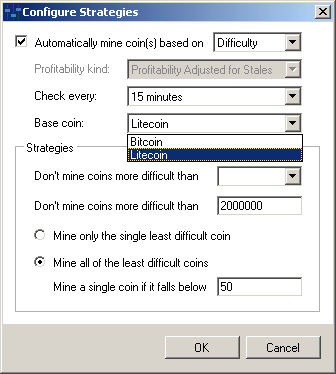 Configure Strategies
Automatically mine coin(s) based on Difficulty
Profitability kind: Profitability Adjusted for Stales
Check every: 15 minutes
Base coin: Litecoin
Bitcoin
Litecoin
Strategies
Don't mine coins more difficult than
Don't mine coins more difficult than 2000000
Mine only the single least difficult coin
Mine all of the least difficult coins
Mine a single coin if it falls below 50
OK Cancel